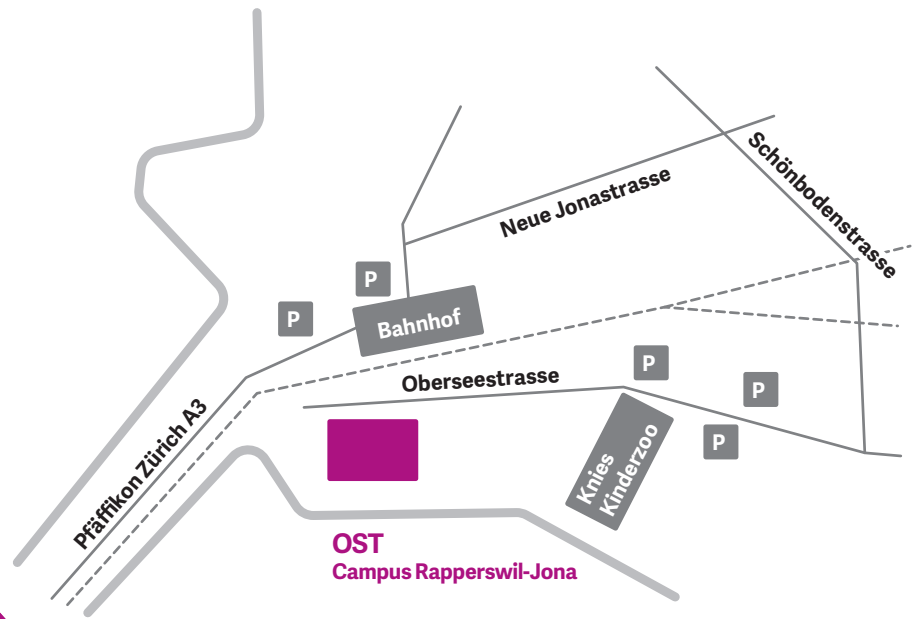 Schönbodenstrasse
Neue Jonastrasse
P
P
Bahnhof
P
Oberseestrasse
P
P
Pfäffikon Zürich A3
Knies
Kinderzoo
OST
Campus Rapperswil-Jona